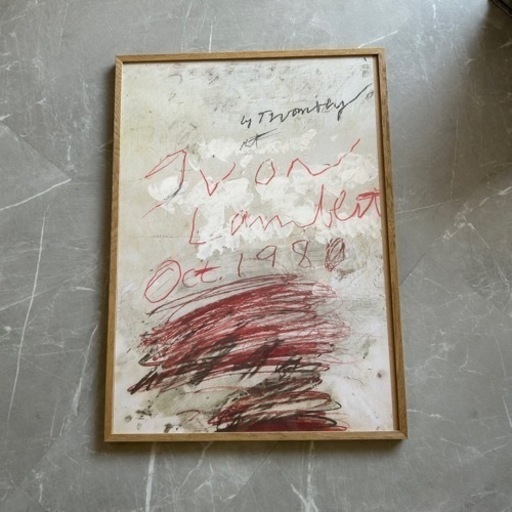 Cy Twombly
at
Yvon
Lambert
Oct. 1980